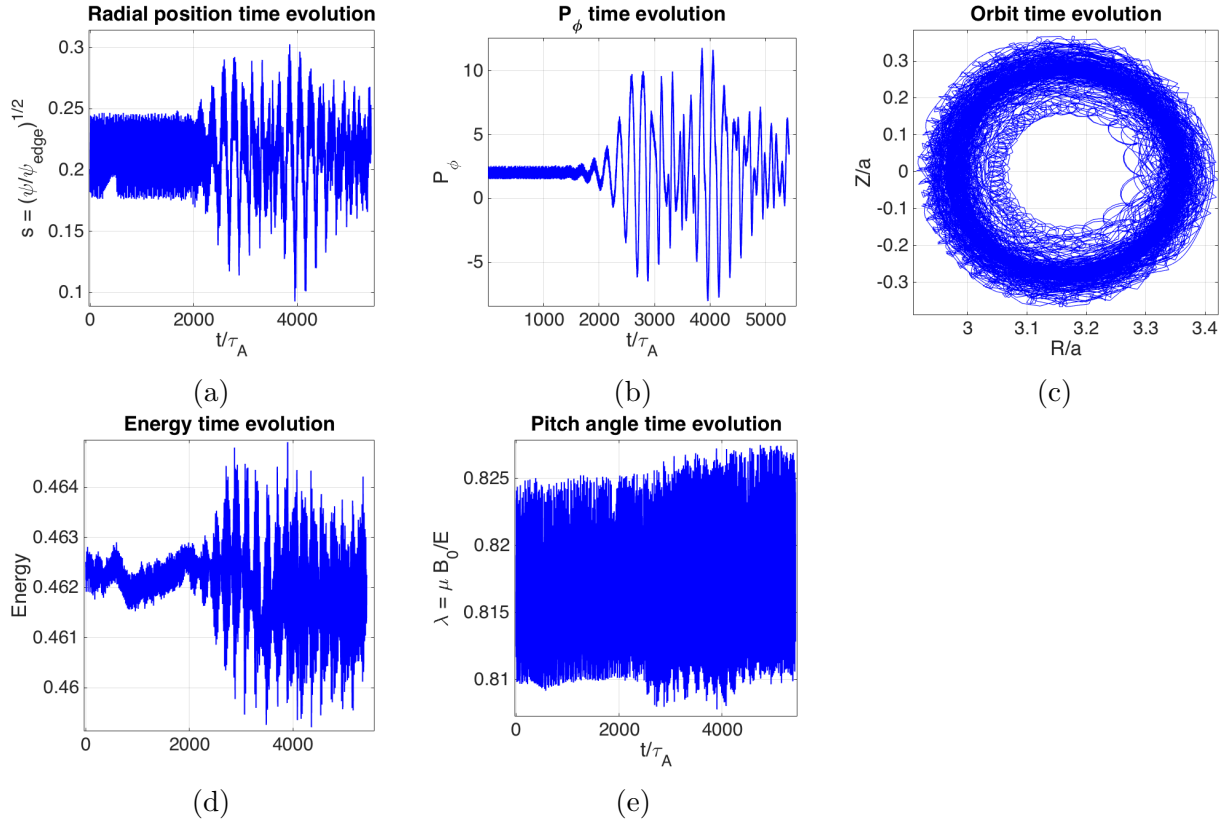 Radial position time evolution
s = (ψ/ψ_edge)^1/2
0.3
0.25
0.2
0.15
0.1
0 2000 4000
t/τ_A
(a)
P_ϕ time evolution
P_ϕ
10
5
0
-5
1000 2000 3000 4000 5000
t/τ_A
(b)
Orbit time evolution
Z/a
0.3
0.2
0.1
0
-0.1
-0.2
-0.3
3 3.1 3.2 3.3 3.4
R/a
(c)
Energy time evolution
Energy
0.464
0.463
0.462
0.461
0.46
0 2000 4000
(d)
Pitch angle time evolution
λ = μ B_0/E
0.825
0.82
0.815
0.81
0 2000 4000
t/τ_A
(e)